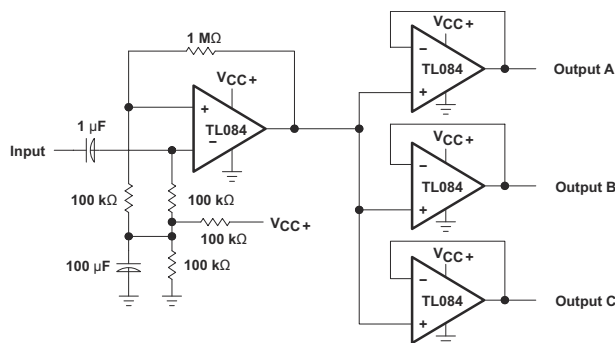 1 MΩ
VCC+
+
TL084
−
1 µF
Input
100 kΩ
100 kΩ
VCC+
100 kΩ
100 µF
100 kΩ
VCC+
−
TL084
+
Output A
VCC+
−
TL084
+
Output B
VCC+
−
TL084
+
Output C